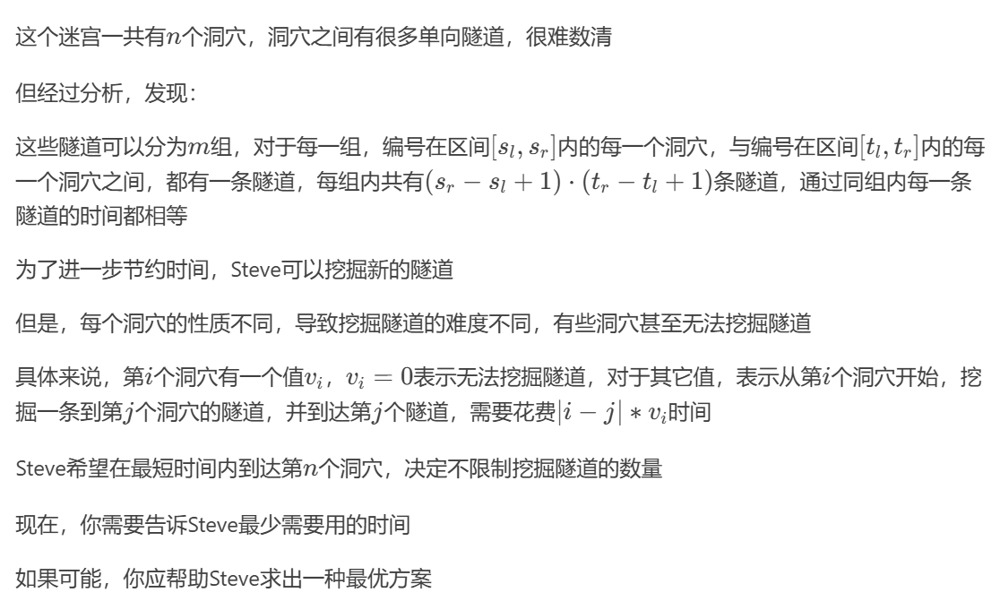 这个迷宫一共有n个洞穴，洞穴之间有很多单向隧道，很难数清
但经过分析，发现：
这些隧道可以分为m组，对于每一组，编号在区间[s_l, s_r]内的每一个洞穴，与编号在区间[t_l, t_r]内的每
一个洞穴之间，都有一条隧道，每组内共有(s_r − s_l + 1) · (t_r − t_l + 1)条隧道，通过同组内每一条
隧道的时间都相等
为了进一步节约时间，Steve可以挖掘新的隧道
但是，每个洞穴的性质不同，导致挖掘隧道的难度不同，有些洞穴甚至无法挖掘隧道
具体来说，第i个洞穴有一个值v_i，v_i = 0表示无法挖掘隧道，对于其它值，表示从第i个洞穴开始，挖
掘一条到第j个洞穴的隧道，并到达第j个隧道，需要花费|i − j| * v_i时间
Steve希望在最短时间内到达第n个洞穴，决定不限制挖掘隧道的数量
现在，你需要告诉Steve最少需要用的时间
如果可能，你应帮助Steve求出一种最优方案